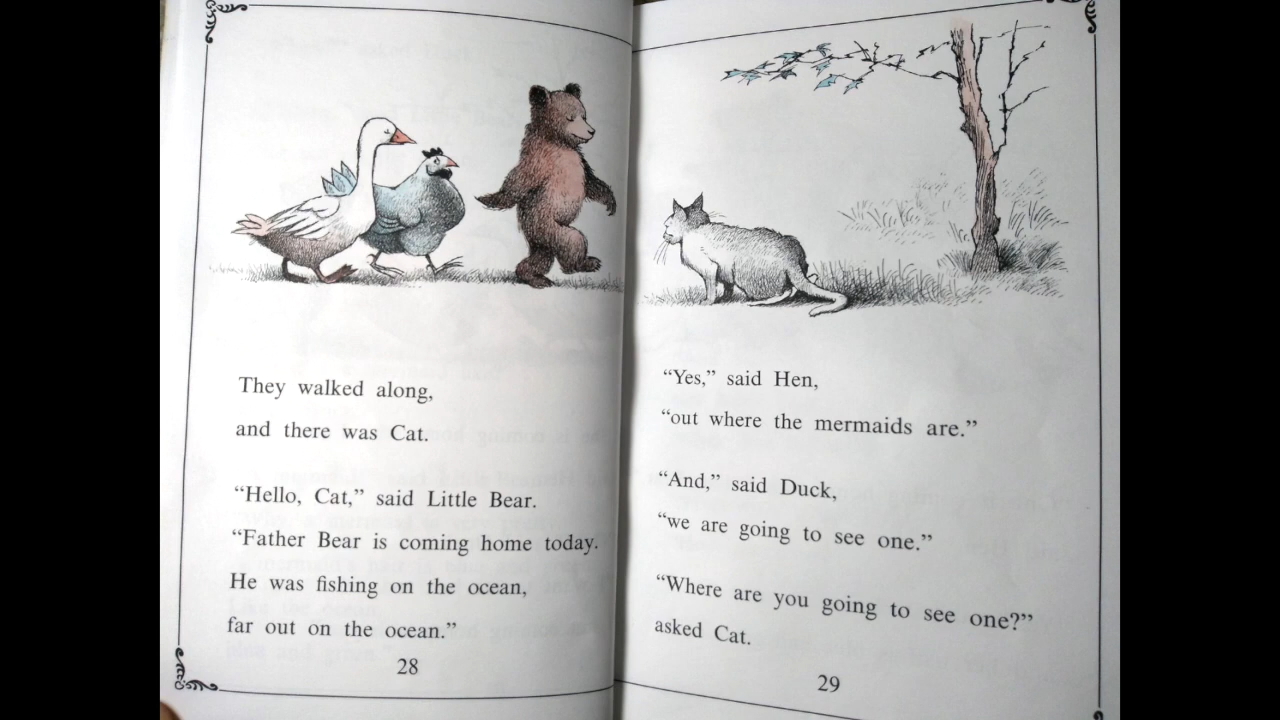 They walked along,
and there was Cat.
“Hello, Cat,” said Little Bear.
“Father Bear is coming home today.
He was fishing on the ocean,
far out on the ocean.”
28
“Yes,” said Hen,
“out where the mermaids are.”
“And,” said Duck,
“we are going to see one.”
“Where are you going to see one?”
asked Cat.
29